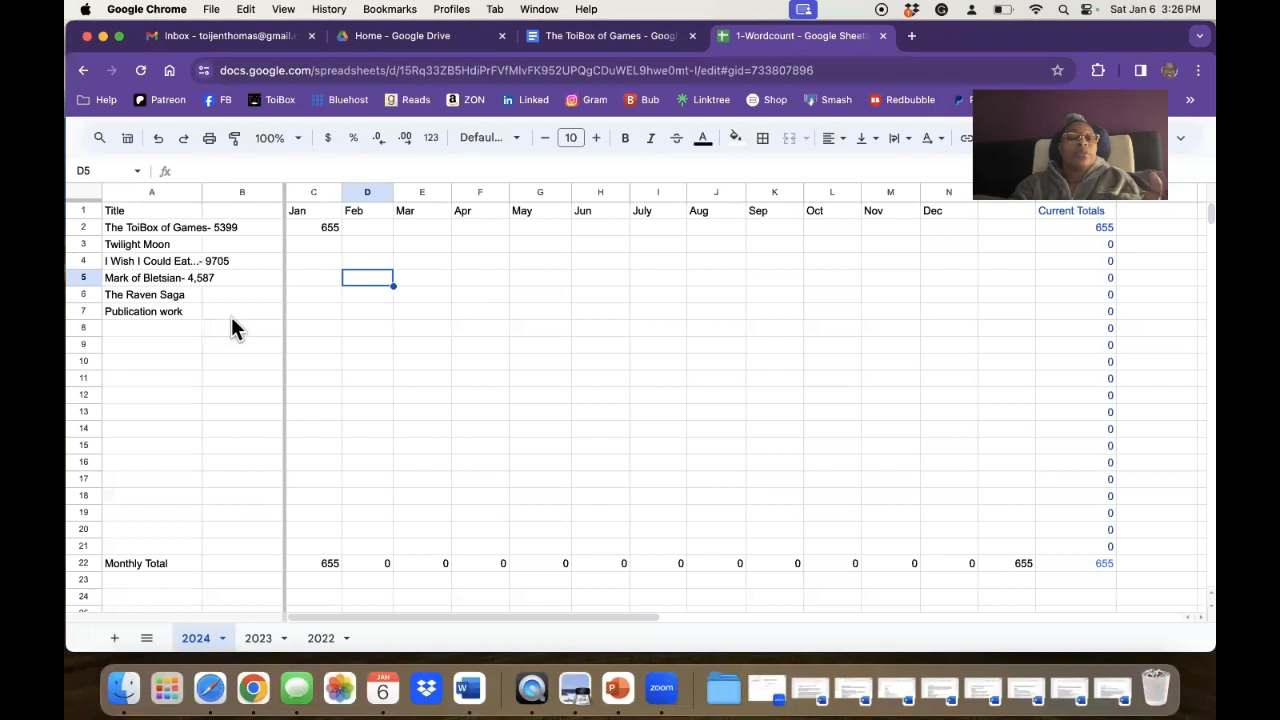 Google Chrome File Edit View History Bookmarks Profiles Tab Window Help Sat Jan 6 3:26 PM
Inbox - toijenthomas@gmail.c Home - Google Drive The ToiBox of Games - Googl 1-Wordcount - Google Sheets
docs.google.com/spreadsheets/d/15Rq33ZB5HdiPrFVfMlvFK952UPQgCDuWEL9hwe0mt-I/edit#gid=733807896
Help Patreon FB ToiBox Bluehost Reads ZON Linked Gram Bub Linktree Shop Smash Redbubble
100% $ % .0 .00 123 Defaul... 10 B I A
D5 fx
A B C D E F G H I J K L M N
1 Title Jan Feb Mar Apr May Jun July Aug Sep Oct Nov Dec Current Totals
2 The ToiBox of Games- 5399 655 655
3 Twilight Moon 0
4 I Wish I Could Eat...- 9705 0
5 Mark of Bletsian- 4,587 0
6 The Raven Saga 0
7 Publication work 0
8 0
9 0
10 0
11 0
12 0
13 0
14 0
15 0
16 0
17 0
18 0
19 0
20 0
21 0
22 Monthly Total 655 0 0 0 0 0 0 0 0 0 0 0 655 655
23
24
2024 2023 2022
JAN
6
zoom